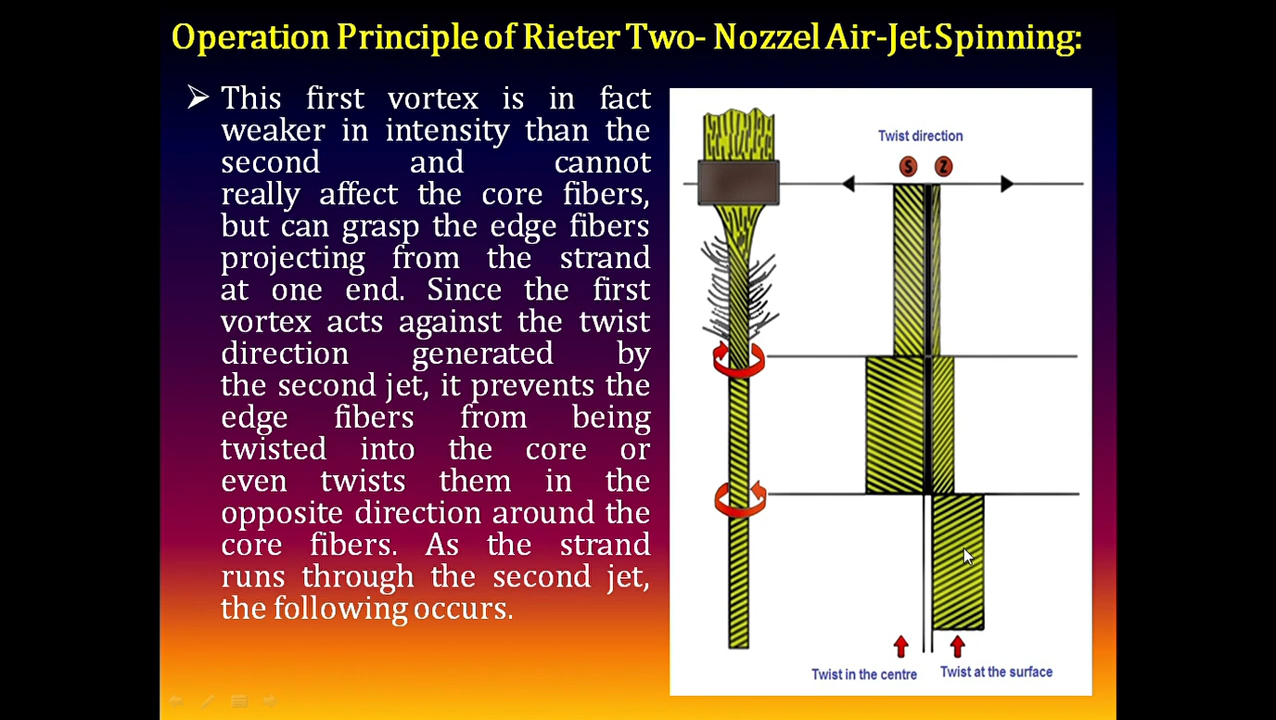 Operation Principle of Rieter Two- Nozzel Air-Jet Spinning:
This first vortex is in fact
weaker in intensity than the
second and cannot
really affect the core fibers,
but can grasp the edge fibers
projecting from the strand
at one end. Since the first
vortex acts against the twist
direction generated by
the second jet, it prevents the
edge fibers from being
twisted into the core or
even twists them in the
opposite direction around the
core fibers. As the strand
runs through the second jet,
the following occurs.
Twist direction
S Z
Twist in the centre
Twist at the surface